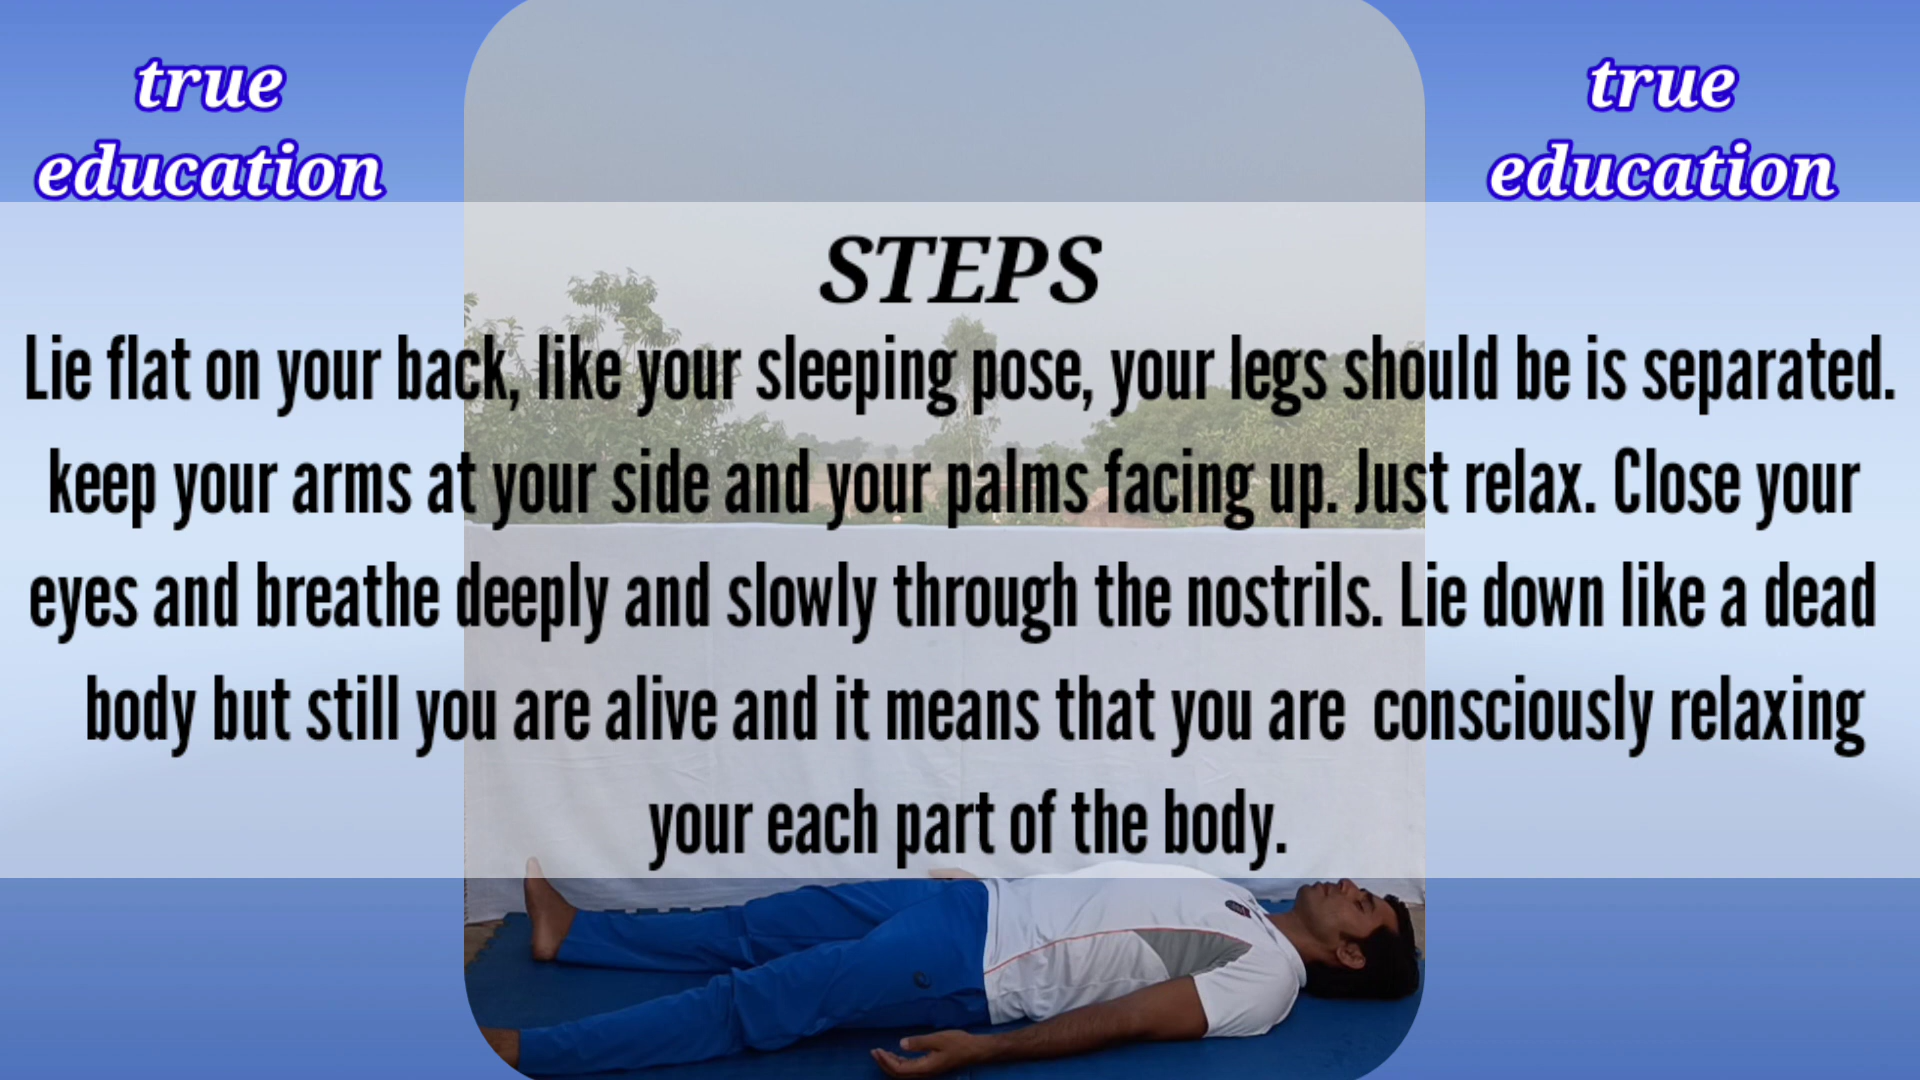 true
education
true
education
STEPS
Lie flat on your back, like your sleeping pose, your legs should be is separated.
keep your arms at your side and your palms facing up. Just relax. Close your
eyes and breathe deeply and slowly through the nostrils. Lie down like a dead
body but still you are alive and it means that you are consciously relaxing
your each part of the body.